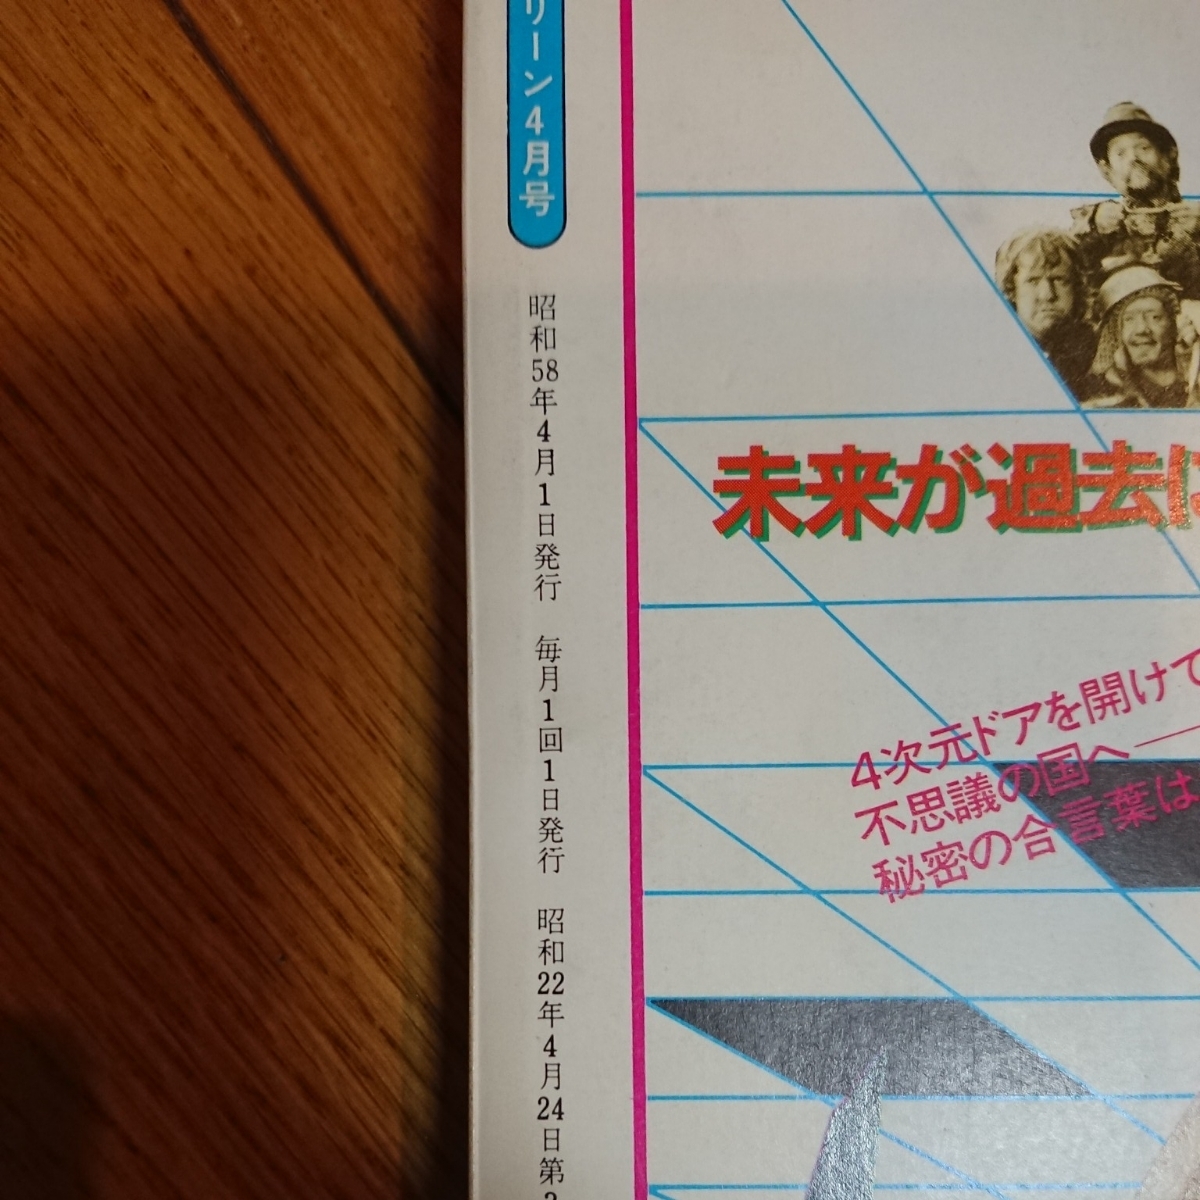 リーン4月号
昭和58年4月1日発行 毎月1回1日発行 昭和22年4月24日第
未来が過去に
4次元ドアを開けて
不思議の国へ──
秘密の合言葉は